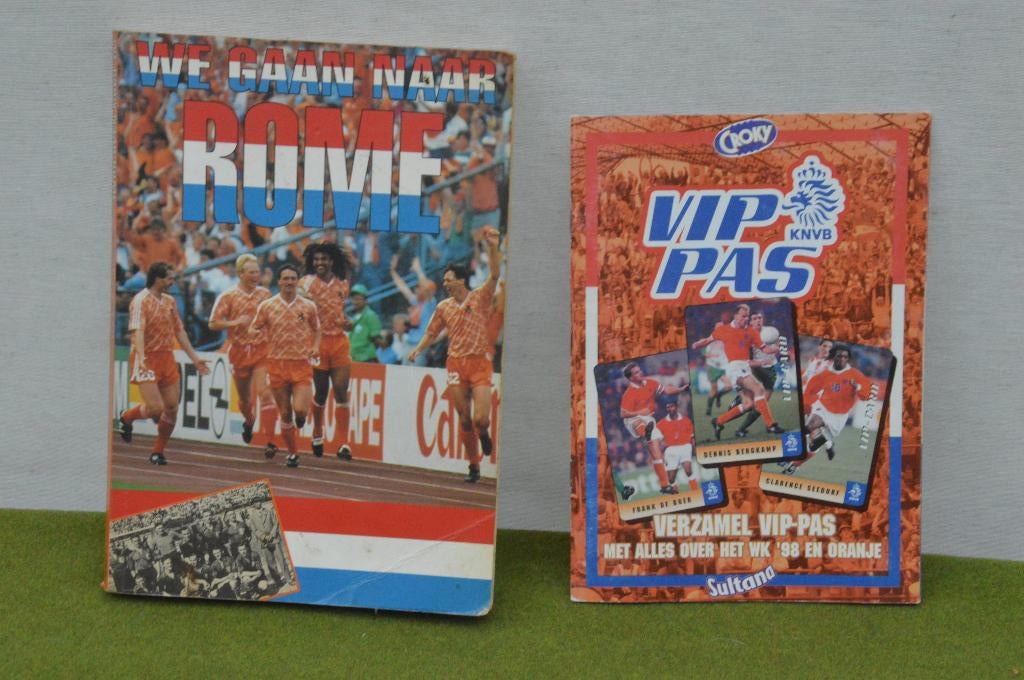 WE GAAN NAAR
ROME
CROKY
VIP
KNVB
PAS
DENNIS BERGKAMP
FRANK DE BOER
CLARENCE SEEDORF
VERZAMEL VIP-PAS
MET ALLES OVER HET WK '98 EN ORANJE
Sultana